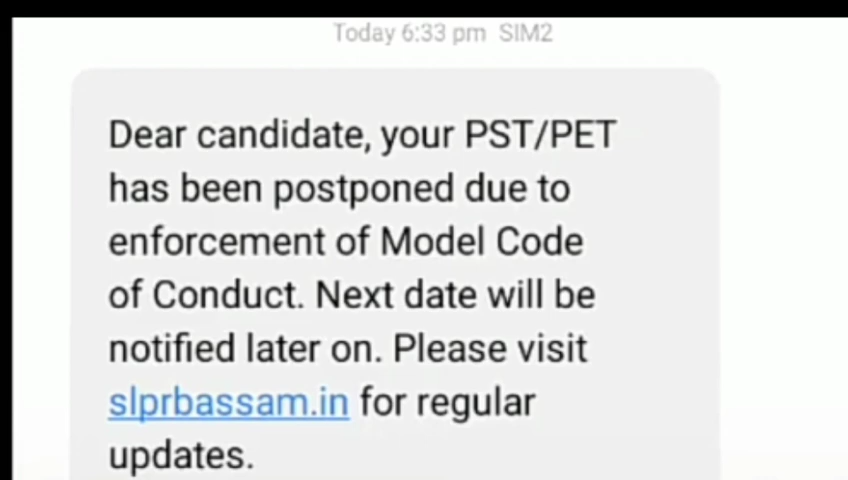 Today 6:33 pm SIM2
Dear candidate, your PST/PET
has been postponed due to
enforcement of Model Code
of Conduct. Next date will be
notified later on. Please visit
slprbassam.in for regular
updates.